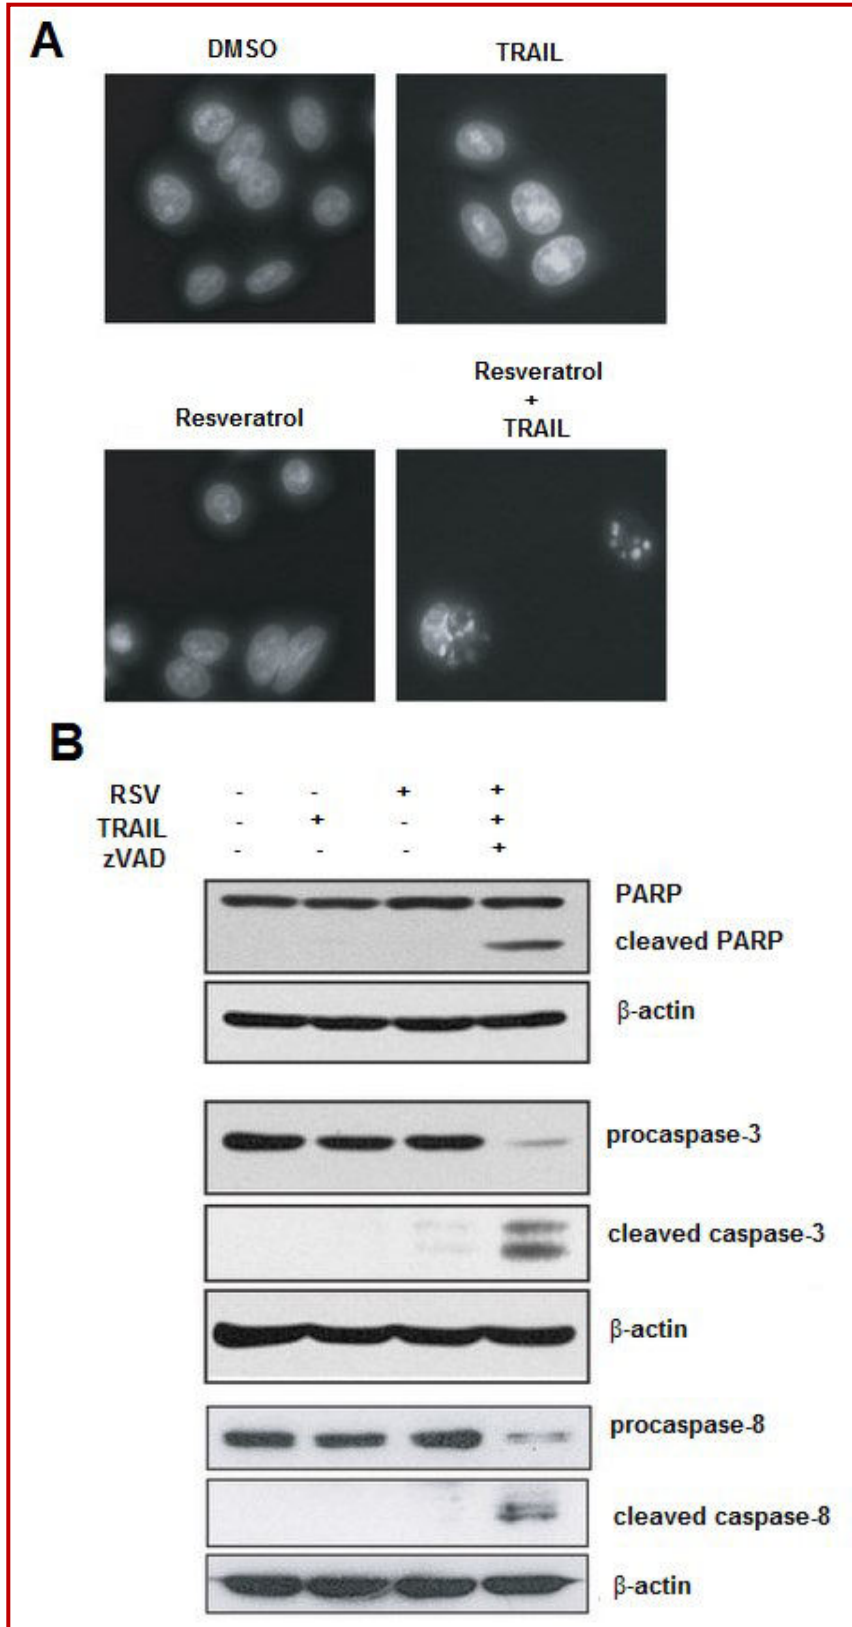 A
DMSO
TRAIL
Resveratrol
Resveratrol
+
TRAIL
B
RSV - - + +
TRAIL - + - +
zVAD - - - +
PARP
cleaved PARP
β-actin
procaspase-3
cleaved caspase-3
β-actin
procaspase-8
cleaved caspase-8
β-actin